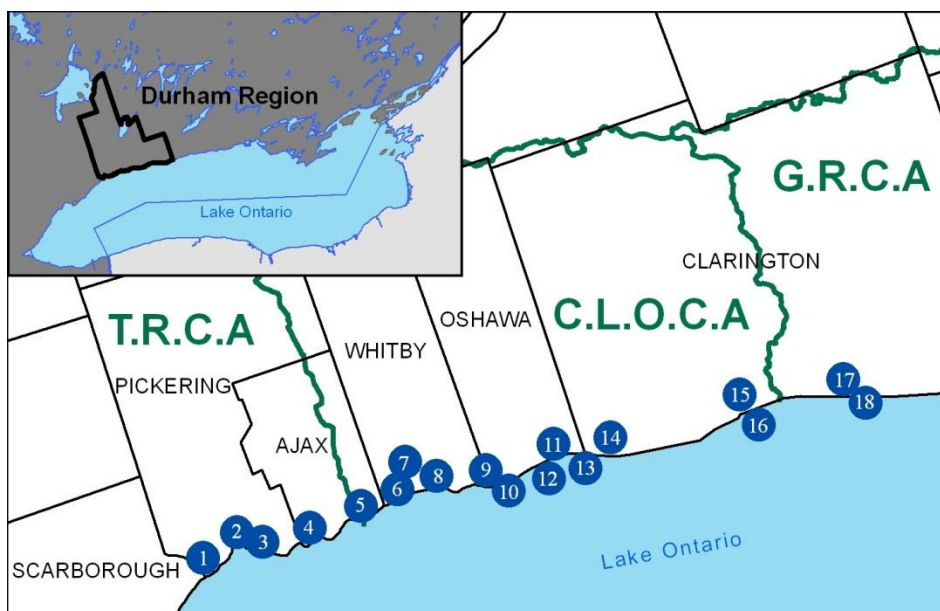 Durham Region
Lake Ontario
G.R.C.A
CLARINGTON
C.L.O.C.A
OSHAWA
T.R.C.A
WHITBY
PICKERING
AJAX
SCARBOROUGH
Lake Ontario
1
2
3
4
5
6
7
8
9
10
11
12
13
14
15
16
17
18